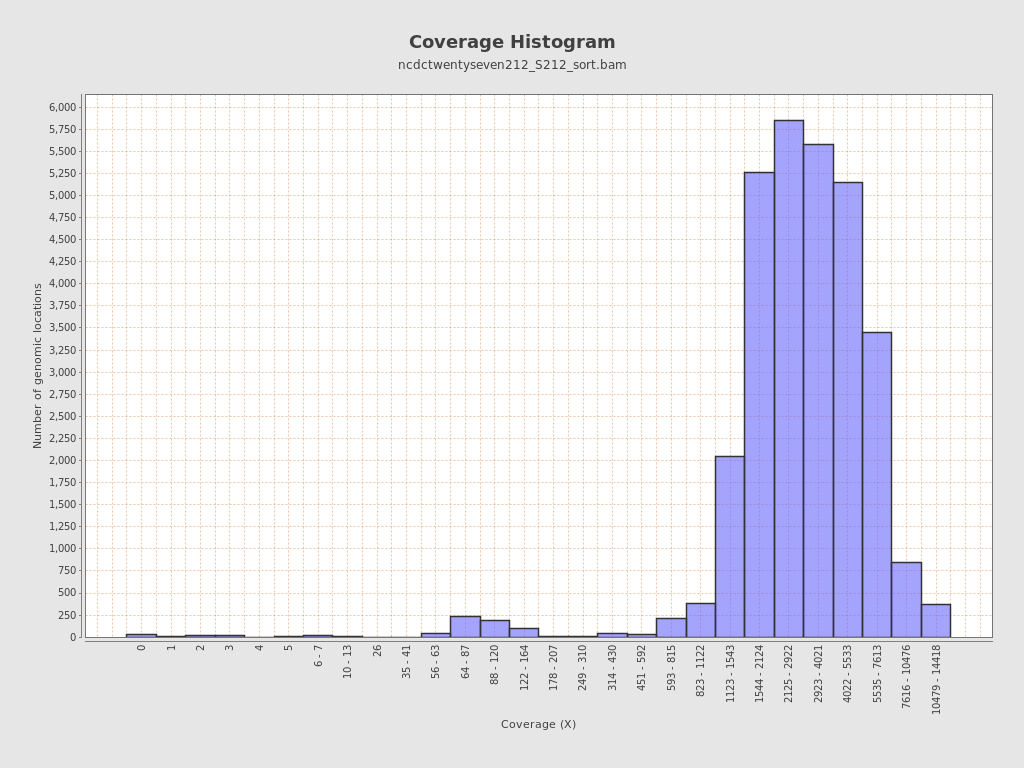 Coverage Histogram
ncdctwentyseven212_S212_sort.bam
Number of genomic locations
6,000
5,750
5,500
5,250
5,000
4,750
4,500
4,250
4,000
3,750
3,500
3,250
3,000
2,750
2,500
2,250
2,000
1,750
1,500
1,250
1,000
750
500
250
0
0
1
2
3
4
5
6 - 7
10 - 13
26
35 - 41
56 - 63
64 - 87
88 - 120
122 - 164
178 - 207
249 - 310
314 - 430
451 - 592
593 - 815
823 - 1122
1123 - 1543
1544 - 2124
2125 - 2922
2923 - 4021
4022 - 5533
5535 - 7613
7616 - 10476
10479 - 14418
Coverage (X)